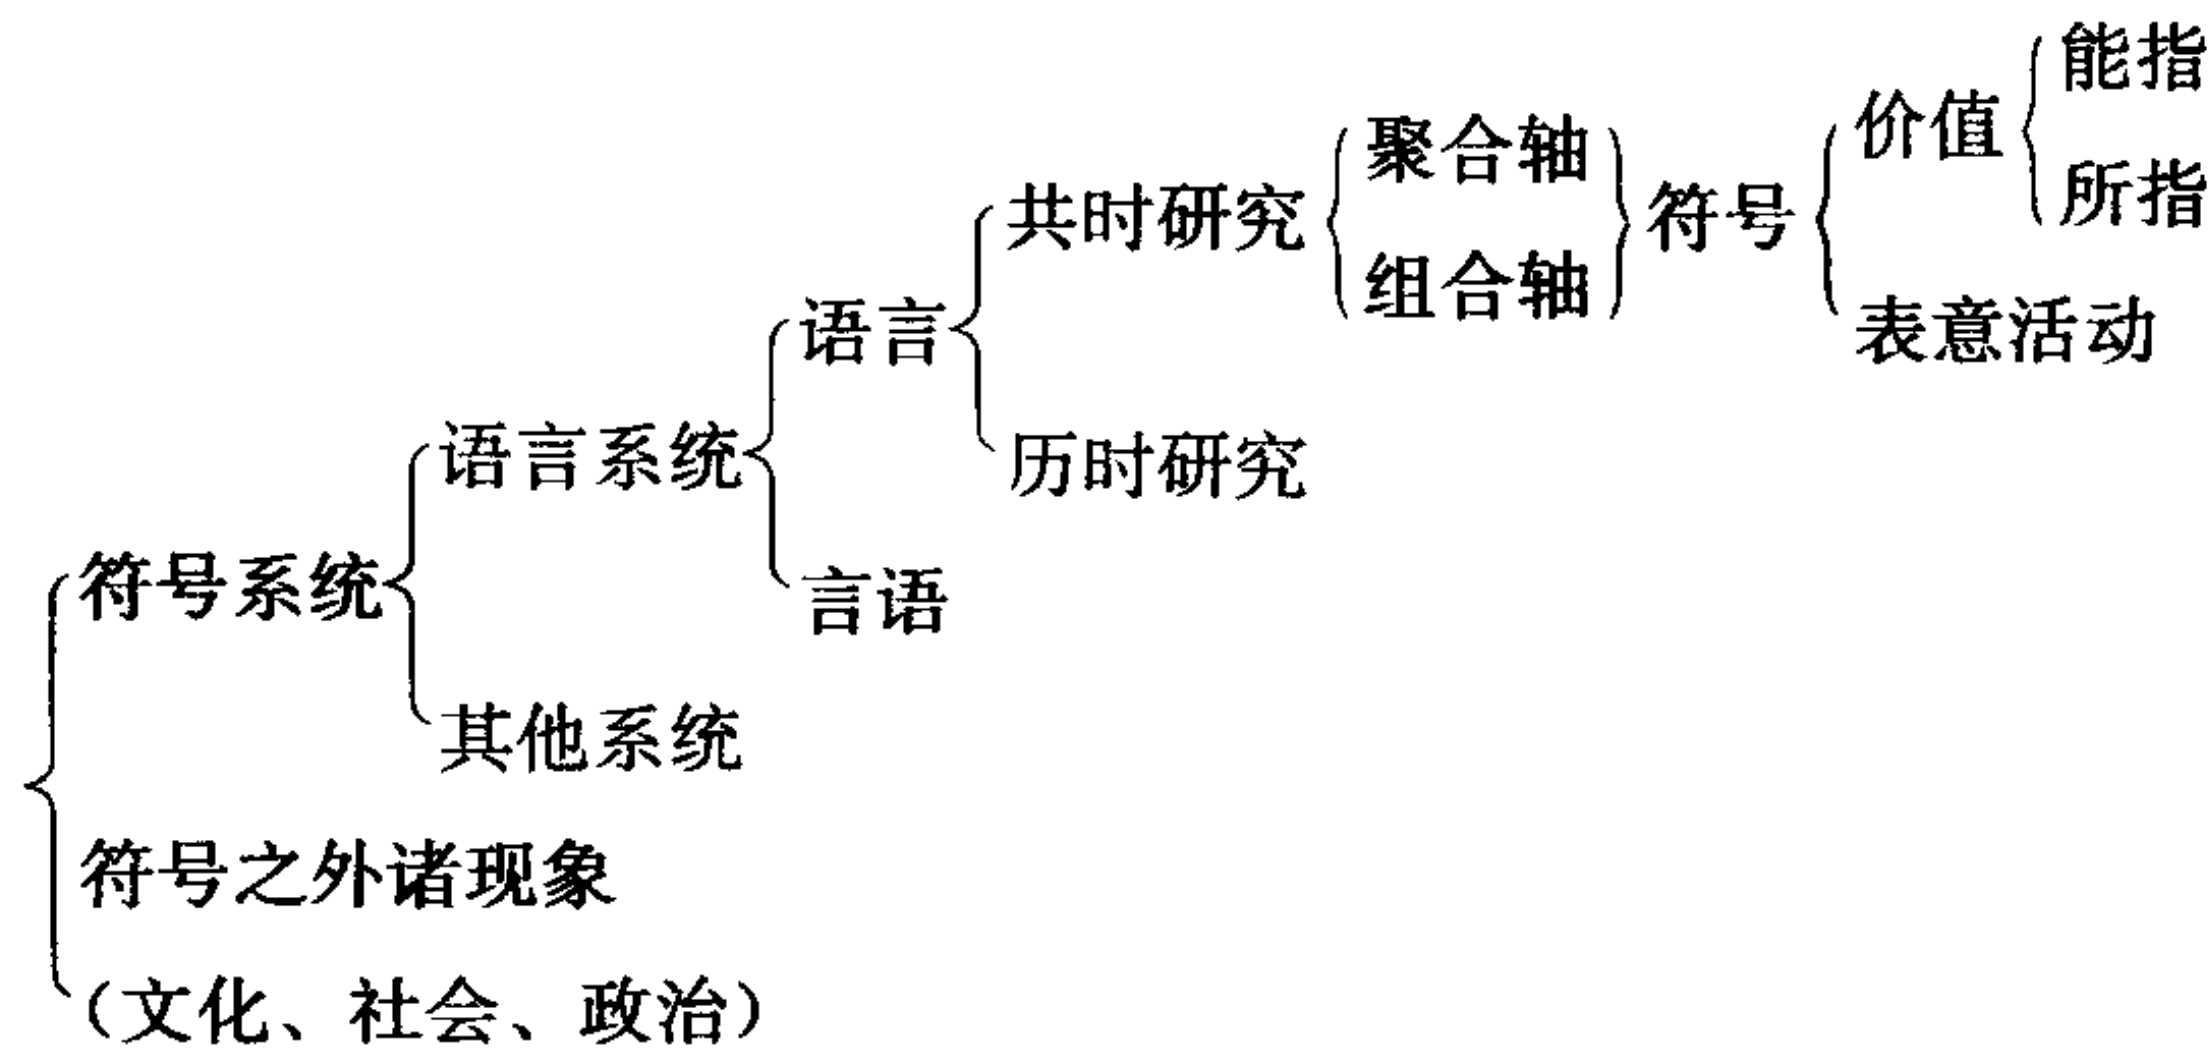 能指
价值
所指
聚合轴
符号
共时研究
组合轴
表意活动
语言
历时研究
语言系统
言语
符号系统
其他系统
符号之外诸现象
（文化、社会、政治）